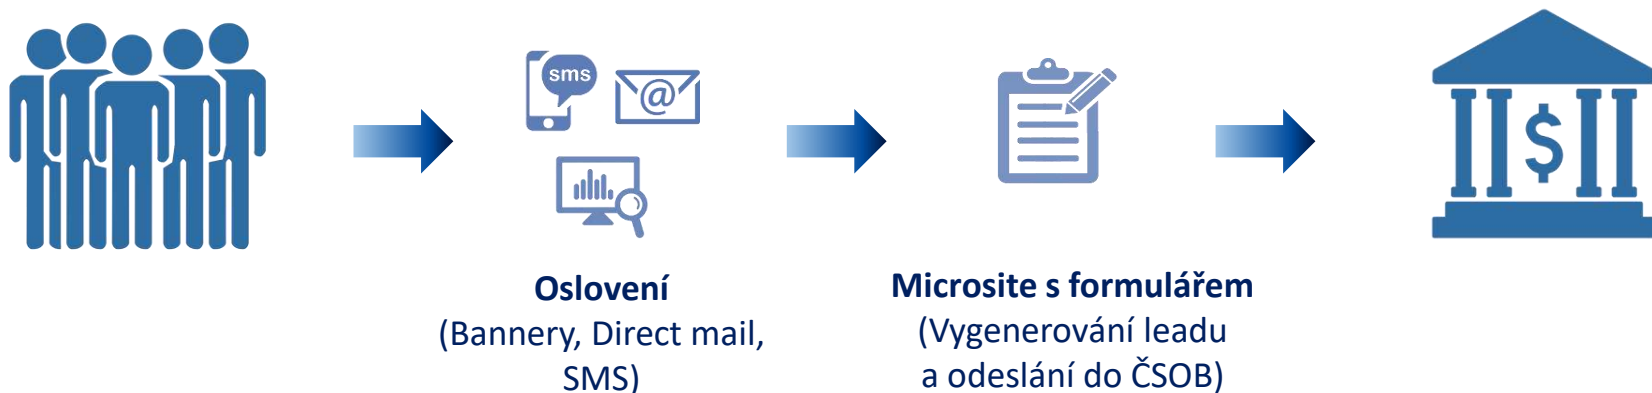 sms
@
$
Oslovení
(Bannery, Direct mail,
SMS)
Microsite s formulářem
(Vygenerování leadu
a odeslání do ČSOB)